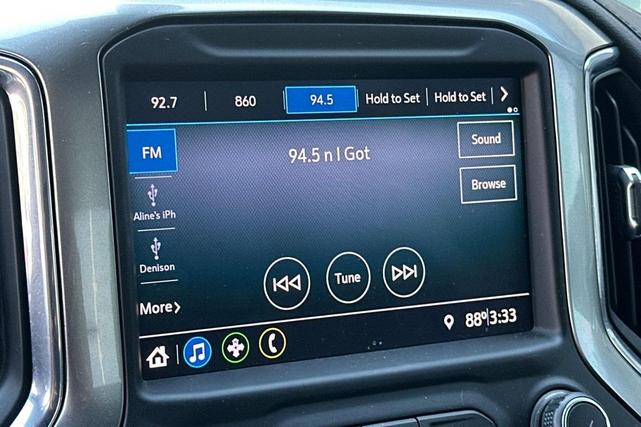 92.7 860 94.5 Hold to Set Hold to Set
FM
94.5 n I Got
Sound
Browse
Aline's iPh
Denison
Tune
More
88° 3:33